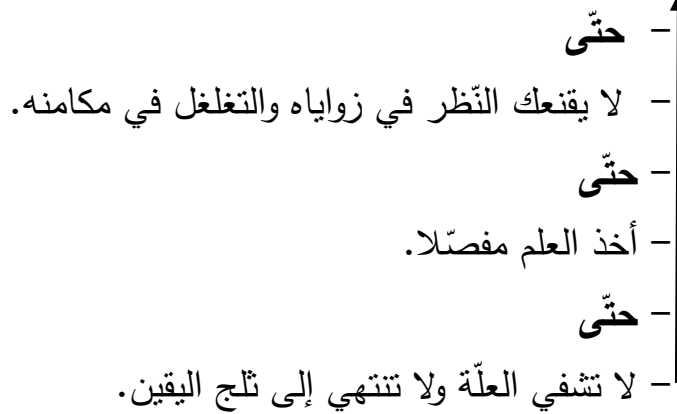 – حتّى
– لا يقنعك النّظر في زواياه والتغلغل في مكامنه.
– حتّى
– أخذ العلم مفصّلا.
– حتّى
– لا تشفي العلّة ولا تنتهي إلى ثلج اليقين.